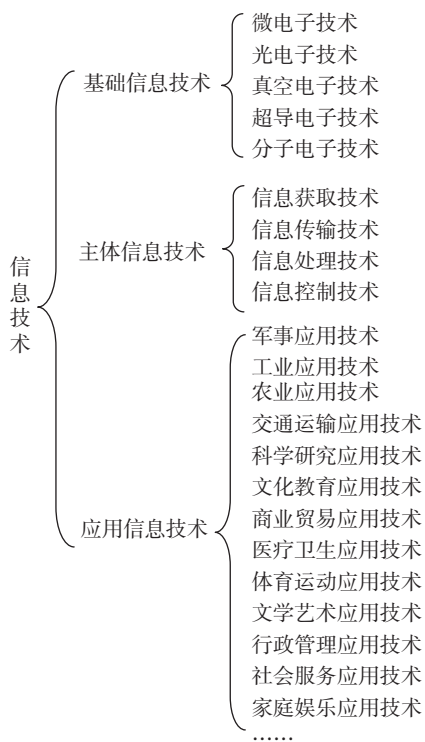 信息技术
基础信息技术
微电子技术
光电子技术
真空电子技术
超导电子技术
分子电子技术
主体信息技术
信息获取技术
信息传输技术
信息处理技术
信息控制技术
应用信息技术
军事应用技术
工业应用技术
农业应用技术
交通运输应用技术
科学研究应用技术
文化教育应用技术
商业贸易应用技术
医疗卫生应用技术
体育运动应用技术
文学艺术应用技术
行政管理应用技术
社会服务应用技术
家庭娱乐应用技术
……